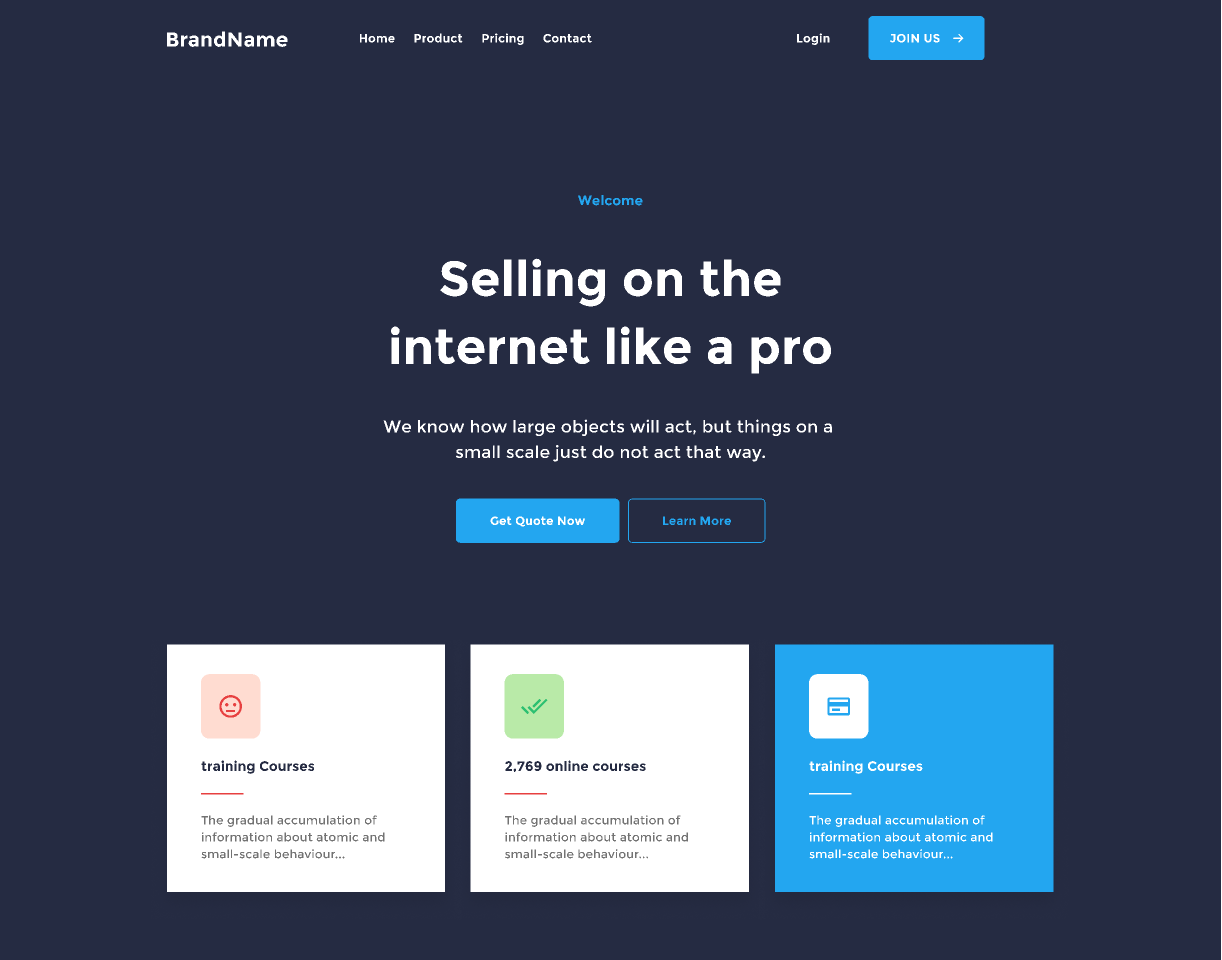 BrandName
Home
Product
Pricing
Contact
Login
JOIN US
Welcome
Selling on the
internet like a pro
We know how large objects will act, but things on a
small scale just do not act that way.
Get Quote Now
Learn More
training Courses
The gradual accumulation of
information about atomic and
small-scale behaviour...
2,769 online courses
The gradual accumulation of
information about atomic and
small-scale behaviour...
training Courses
The gradual accumulation of
information about atomic and
small-scale behaviour...